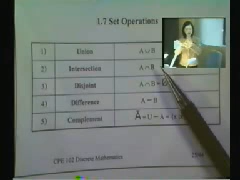 1.7 Set Operations
1) Union A ∪ B
2) Intersection A ∩ B
3) Disjoint A ∩ B =
4) Difference A – B
5) Complement Ā = U – A =
CPE 102 Discrete Mathematics